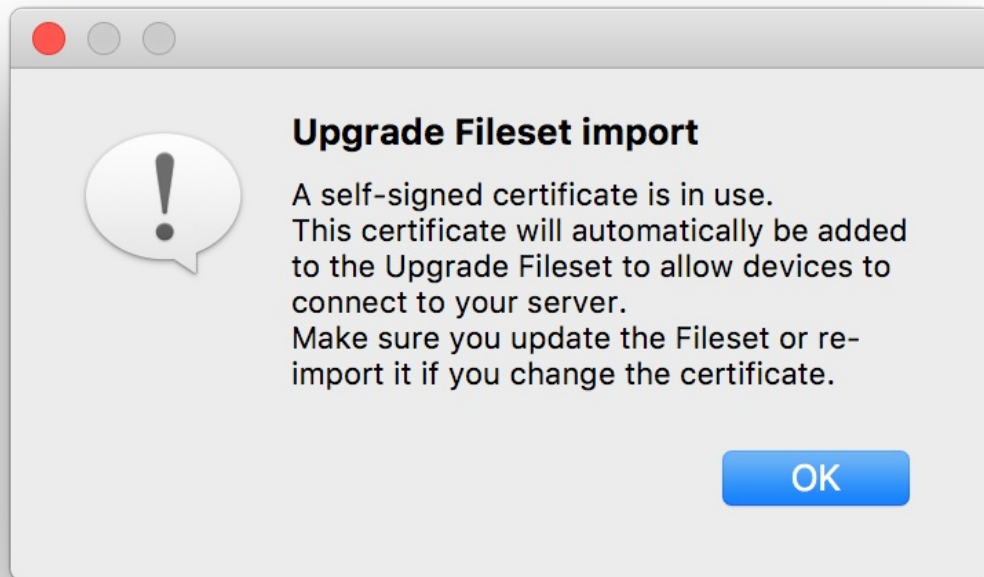 Upgrade Fileset import
A self-signed certificate is in use.
This certificate will automatically be added
to the Upgrade Fileset to allow devices to
connect to your server.
Make sure you update the Fileset or re-
import it if you change the certificate.
OK